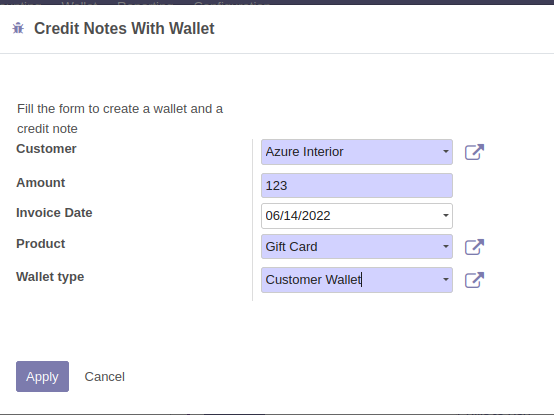 Credit Notes With Wallet
Fill the form to create a wallet and a
credit note
Customer Azure Interior
Amount 123
Invoice Date 06/14/2022
Product Gift Card
Wallet type Customer Wallet
Apply Cancel